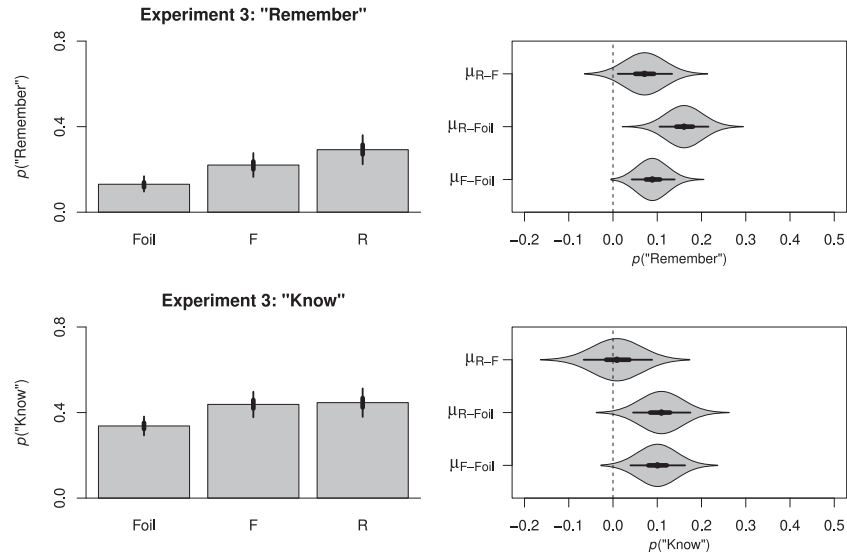 Experiment 3: "Remember"
p("Remember")
0.0 0.4 0.8
Foil F R
μR–F
μR–Foil
μF–Foil
−0.2 −0.1 0.0 0.1 0.2 0.3 0.4 0.5
p("Remember")
Experiment 3: "Know"
p("Know")
0.0 0.4 0.8
Foil F R
μR–F
μR–Foil
μF–Foil
−0.2 −0.1 0.0 0.1 0.2 0.3 0.4 0.5
p("Know")